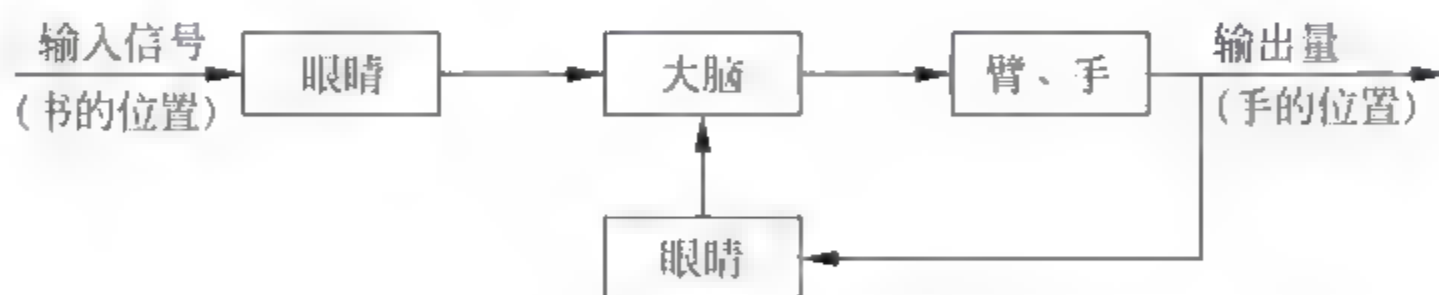 输入信号
(书的位置)
眼睛
大脑
臂、手
输出量
(手的位置)
眼睛